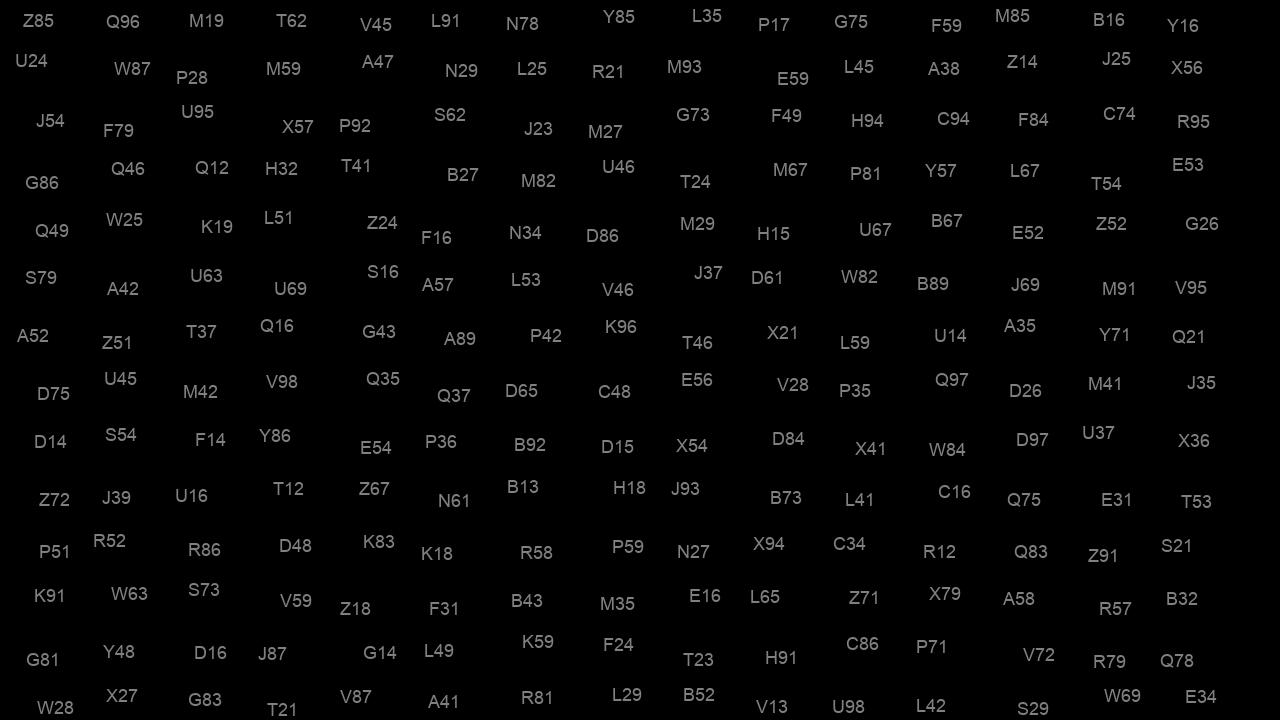 Z85 Q96 M19 T62 V45 L91 N78 Y85 L35 P17 G75 F59 M85 B16 Y16
U24 W87 P28 M59 A47 N29 L25 R21 M93 E59 L45 A38 Z14 J25 X56
J54 F79 U95 X57 P92 S62 J23 M27 G73 F49 H94 C94 F84 C74 R95
G86 Q46 Q12 H32 T41 B27 M82 U46 T24 M67 P81 Y57 L67 T54 E53
Q49 W25 K19 L51 Z24 F16 N34 D86 M29 H15 U67 B67 E52 Z52 G26
S79 A42 U63 U69 S16 A57 L53 V46 J37 D61 W82 B89 J69 M91 V95
A52 Z51 T37 Q16 G43 A89 P42 K96 T46 X21 L59 U14 A35 Y71 Q21
D75 U45 M42 V98 Q35 Q37 D65 C48 E56 V28 P35 Q97 D26 M41 J35
D14 S54 F14 Y86 E54 P36 B92 D15 X54 D84 X41 W84 D97 U37 X36
Z72 J39 U16 T12 Z67 N61 B13 H18 J93 B73 L41 C16 Q75 E31 T53
P51 R52 R86 D48 K83 K18 R58 P59 N27 X94 C34 R12 Q83 Z91 S21
K91 W63 S73 V59 Z18 F31 B43 M35 E16 L65 Z71 X79 A58 R57 B32
G81 Y48 D16 J87 G14 L49 K59 F24 T23 H91 C86 P71 V72 R79 Q78
W28 X27 G83 T21 V87 A41 R81 L29 B52 V13 U98 L42 S29 W69 E34